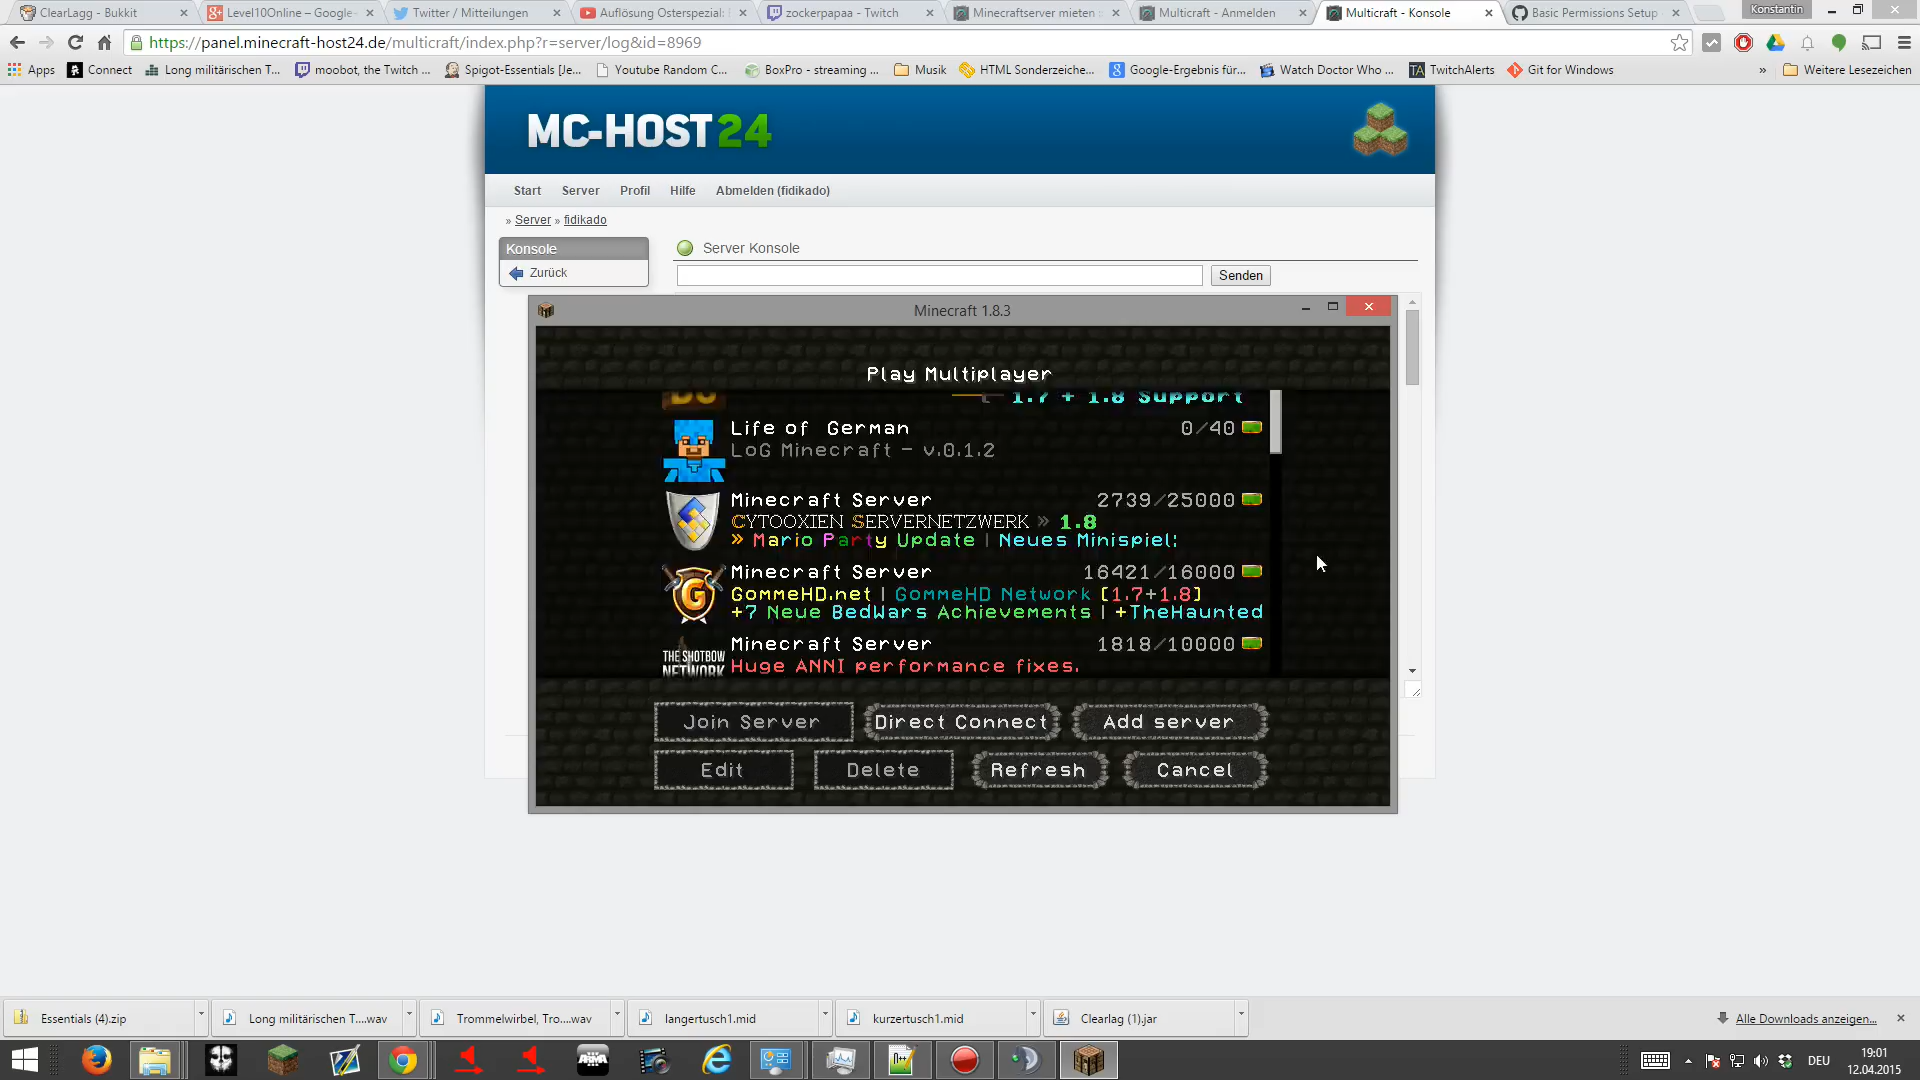 ClearLagg - Bukkit
Level10Online – Google-
Twitter / Mitteilungen
Auflösung Osterspezial:
zockerpapaa - Twitch
Minecraftserver mieten
Multicraft - Anmelden
Multicraft - Konsole
Basic Permissions Setup
Konstantin
https://panel.minecraft-host24.de/multicraft/index.php?r=server/log&id=8969
Apps
Connect
Long militärischen T...
moobot, the Twitch ...
Spigot-Essentials [Je...
Youtube Random C...
BoxPro - streaming ...
Musik
HTML Sonderzeiche...
Google-Ergebnis für...
Watch Doctor Who ...
TwitchAlerts
Git for Windows
»
Weitere Lesezeichen
MC-HOST24
Start
Server
Profil
Hilfe
Abmelden (fidikado)
» Server » fidikado
Konsole
Zurück
Server Konsole
Senden
Minecraft 1.8.3
Play Multiplayer
1.7 + 1.8 Support
Life of German
0/40
LoG Minecraft - v.0.1.2
Minecraft Server
2739/25000
CYTOOXIEN SERVERNETZWERK » 1.8
» Mario Party Update | Neues Minispiel:
Minecraft Server
16421/16000
GommeHD.net | GommeHD Network [1.7+1.8]
+7 Neue BedWars Achievements | +TheHaunted
Minecraft Server
1818/10000
THE SHOTBOW
NETWORK
Huge ANNI performance fixes.
Join Server
Direct Connect
Add server
Edit
Delete
Refresh
Cancel
Essentials (4).zip
Long militärischen T....wav
Trommelwirbel, Tro....wav
langertusch1.mid
kurzertusch1.mid
Clearlag (1).jar
Alle Downloads anzeigen...
DEU
19:01
12.04.2015